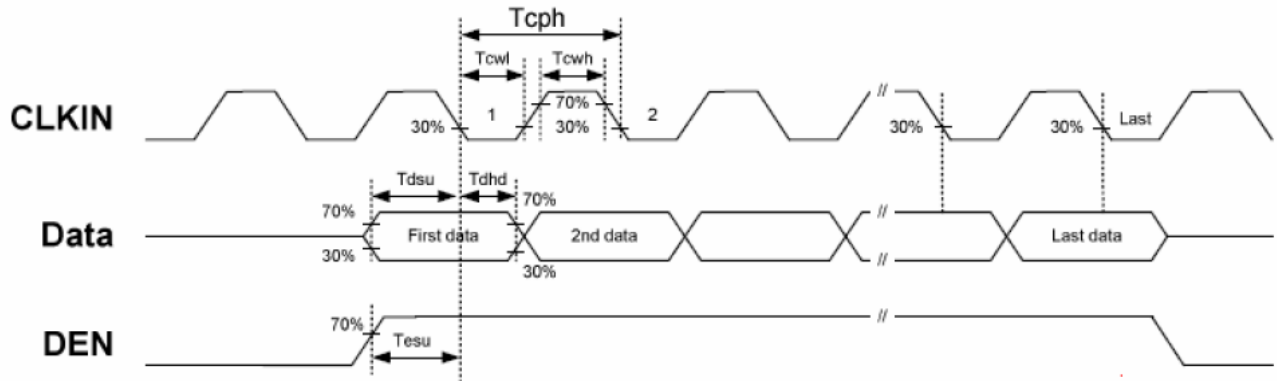 Tcph
Tcwl Tcwh
CLKIN 30% 1 70% 30% 2 // 30% 30% Last
Tdsu Tdhd
70% 70%
Data First data 2nd data // // Last data
30% 30%
DEN 70% Tesu //